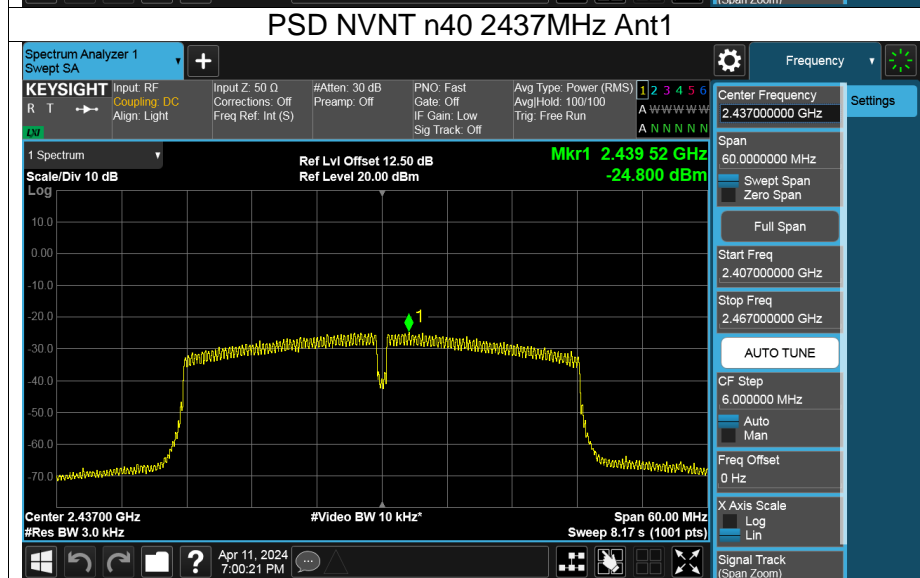 (Span Zoom)
PSD NVNT n40 2437MHz Ant1
Spectrum Analyzer 1
Swept SA
+
Frequency
KEYSIGHT
R T
LXI
Input: RF
Coupling: DC
Align: Light
Input Z: 50 Ω
Corrections: Off
Freq Ref: Int (S)
#Atten: 30 dB
Preamp: Off
PNO: Fast
Gate: Off
IF Gain: Low
Sig Track: Off
Avg Type: Power (RMS)
Avg|Hold: 100/100
Trig: Free Run
1 2 3 4 5 6
A W W W W W
A N N N N N
1 Spectrum
Scale/Div 10 dB
Log
Ref Lvl Offset 12.50 dB
Ref Level 20.00 dBm
Mkr1 2.439 52 GHz
-24.800 dBm
10.0
0.00
-10.0
-20.0
-30.0
-40.0
-50.0
-60.0
-70.0
1
Center 2.43700 GHz
#Res BW 3.0 kHz
#Video BW 10 kHz*
Span 60.00 MHz
Sweep 8.17 s (1001 pts)
Center Frequency
2.437000000 GHz
Settings
Span
60.0000000 MHz
Swept Span
Zero Span
Full Span
Start Freq
2.407000000 GHz
Stop Freq
2.467000000 GHz
AUTO TUNE
CF Step
6.000000 MHz
Auto
Man
Freq Offset
0 Hz
X Axis Scale
Log
Lin
Signal Track
(Span Zoom)
?
Apr 11, 2024
7:00:21 PM